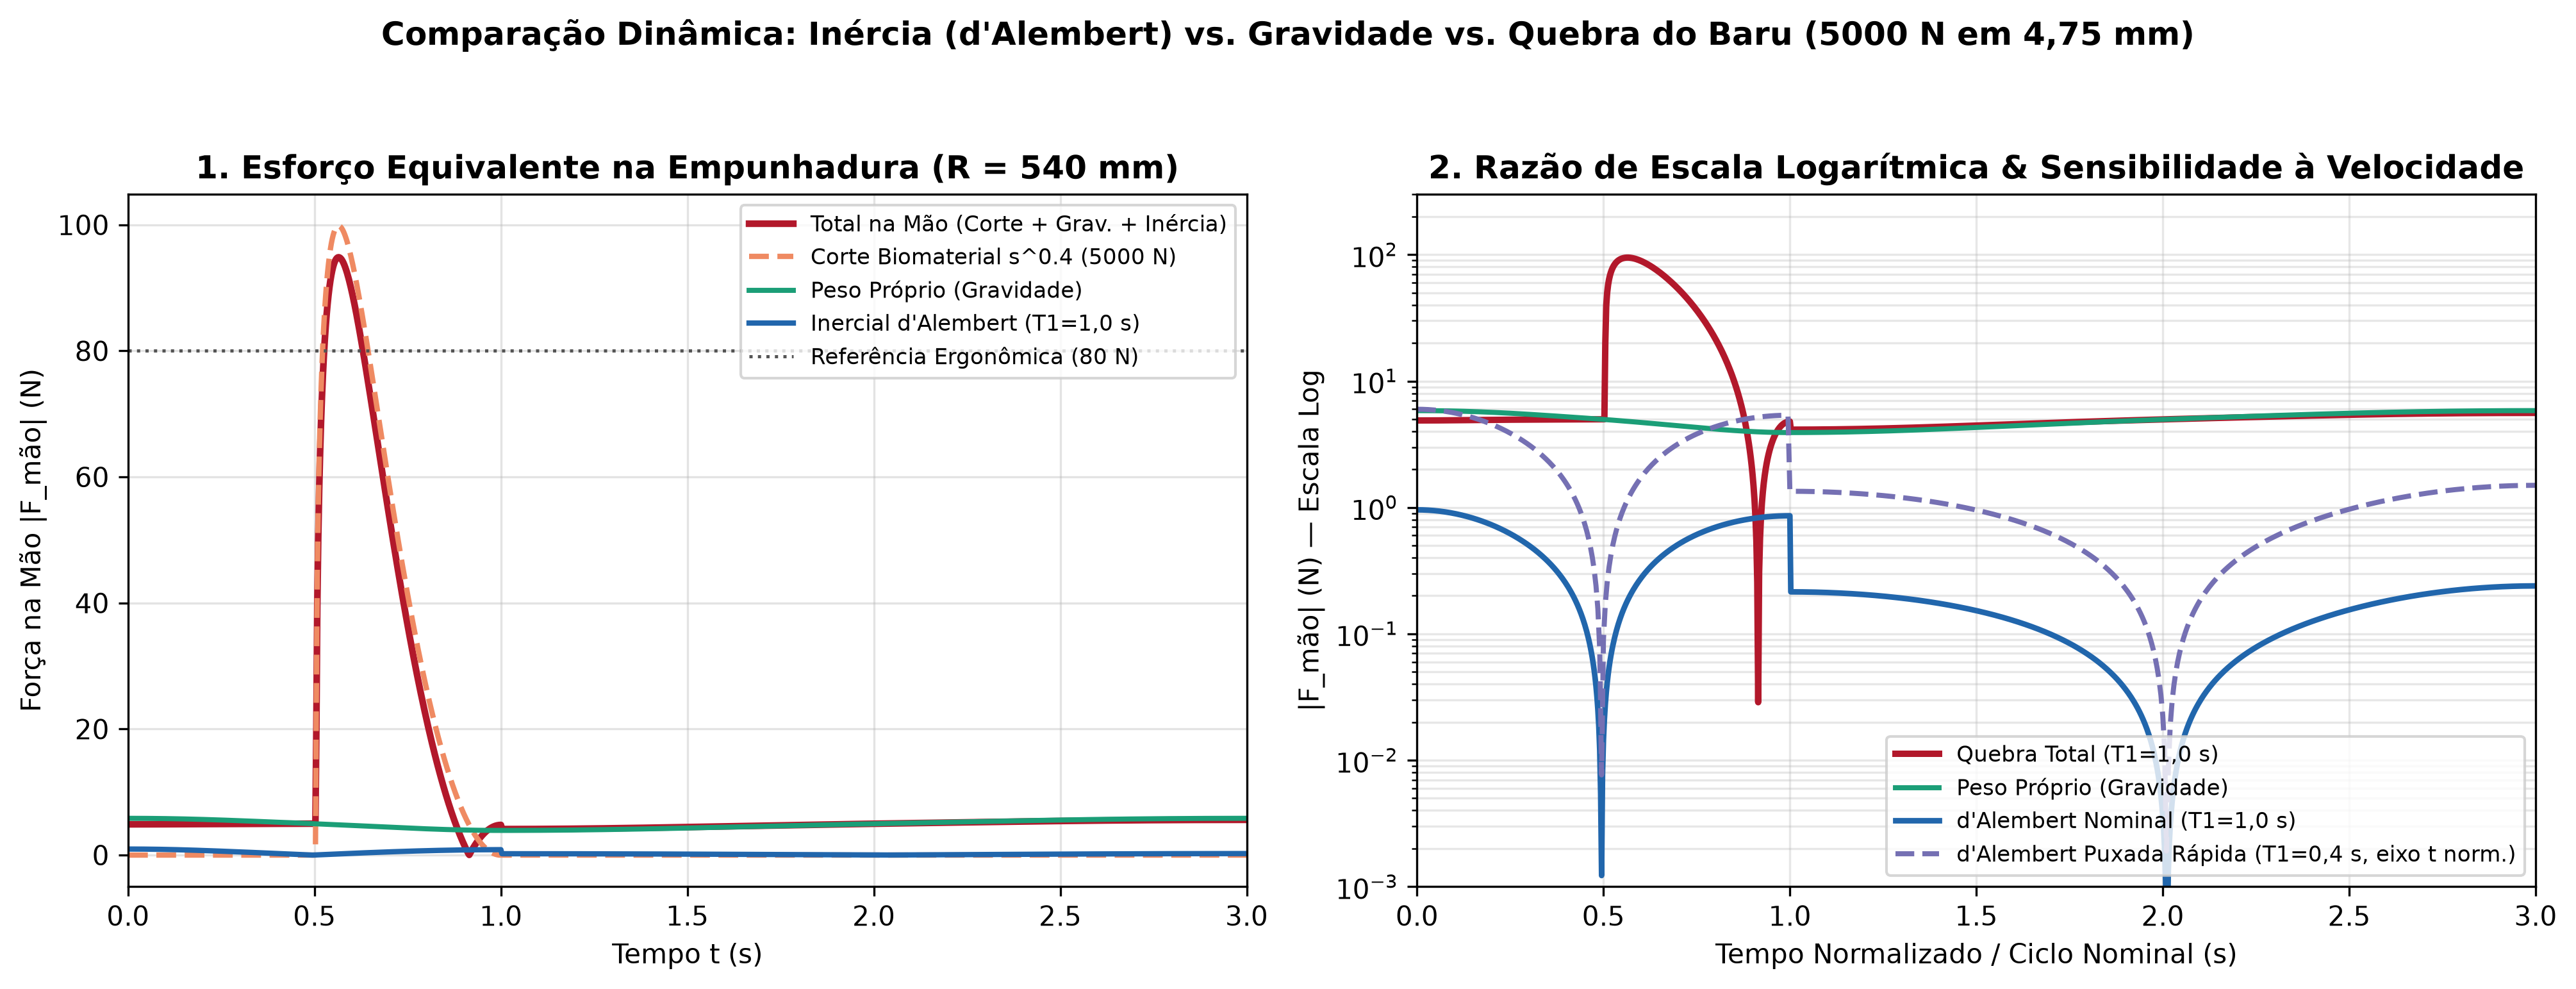 Comparação Dinâmica: Inércia (d'Alembert) vs. Gravidade vs. Quebra do Baru (5000 N em 4,75 mm)
1. Esforço Equivalente na Empunhadura (R = 540 mm)
Força na Mão |F_mão| (N)
100
80
60
40
20
0
Total na Mão (Corte + Grav. + Inércia)
Corte Biomaterial s^0.4 (5000 N)
Peso Próprio (Gravidade)
Inercial d'Alembert (T1=1,0 s)
Referência Ergonômica (80 N)
0.0 0.5 1.0 1.5 2.0 2.5 3.0
Tempo t (s)
2. Razão de Escala Logarítmica & Sensibilidade à Velocidade
|F_mão| (N) — Escala Log
10²
10¹
10⁰
10⁻¹
10⁻²
10⁻³
Quebra Total (T1=1,0 s)
Peso Próprio (Gravidade)
d'Alembert Nominal (T1=1,0 s)
d'Alembert Puxada Rápida (T1=0,4 s, eixo t norm.)
0.0 0.5 1.0 1.5 2.0 2.5 3.0
Tempo Normalizado / Ciclo Nominal (s)